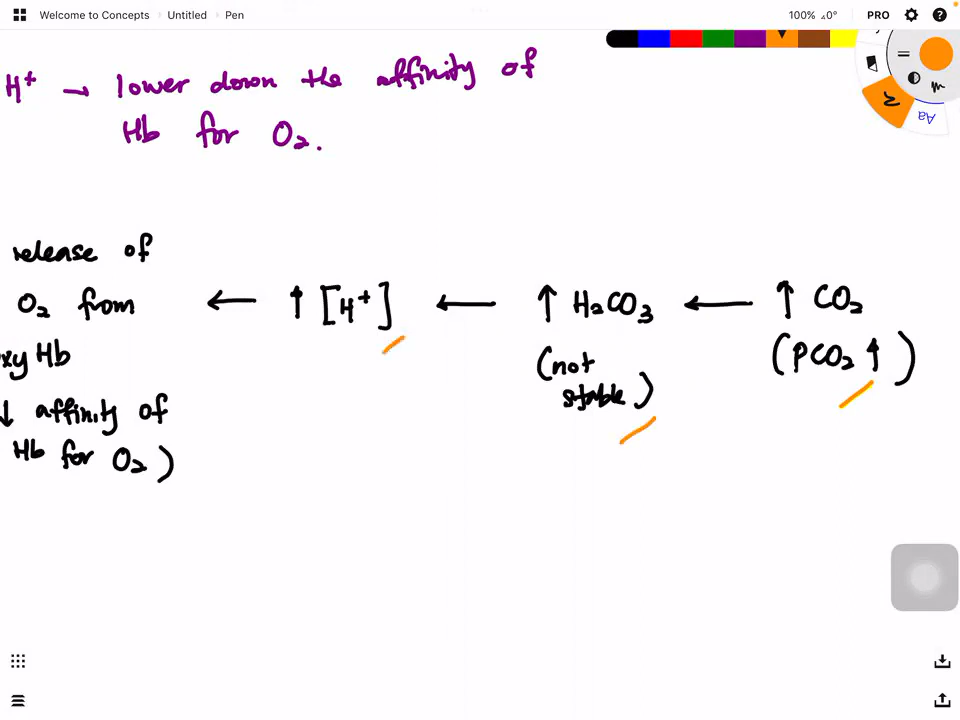 Welcome to Concepts Untitled Pen 100% ⊿0° PRO
Aa
H+ → lower down the affinity of
Hb for O2.
release of
O2 from ← ↑ [H+] ← ↑ H2CO3 ← ↑ CO2
xy Hb (not stable) (PCO2 ↑)
↓ affinity of
Hb for O2)